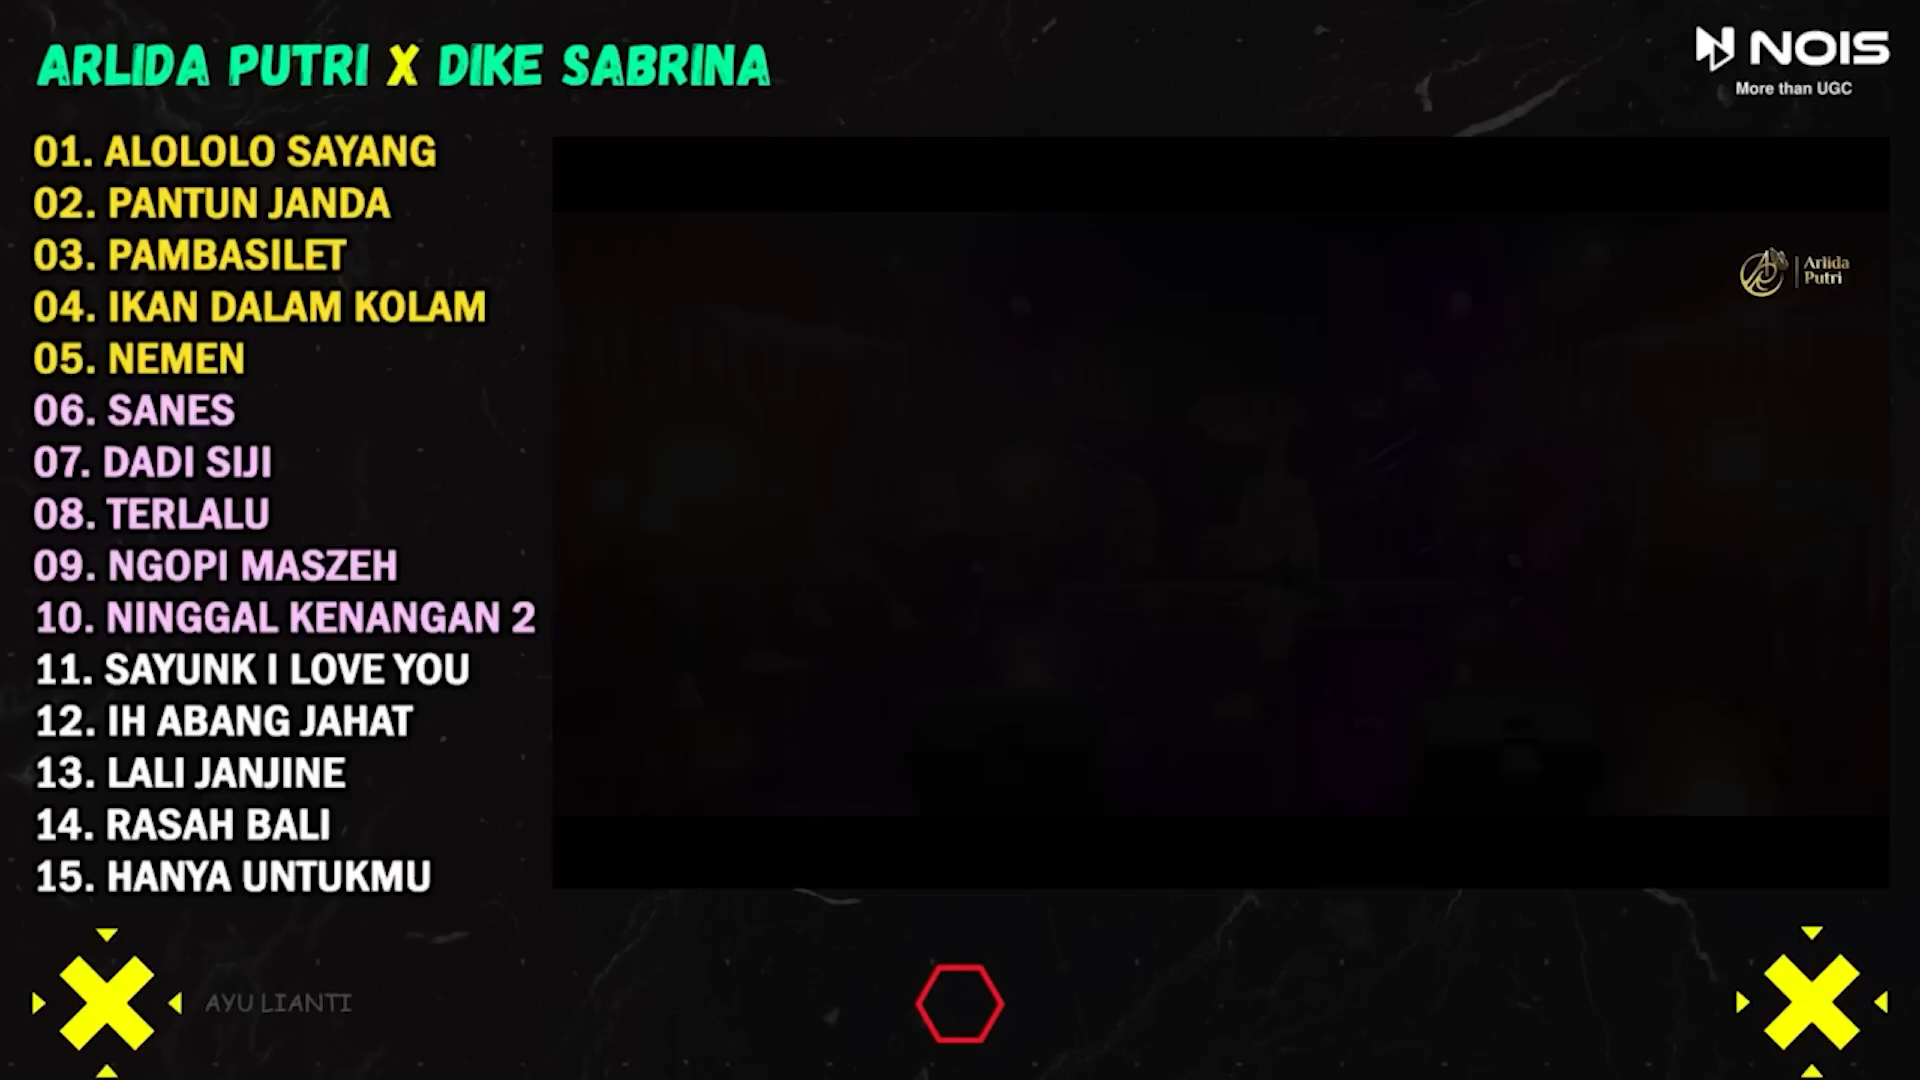 ARLIDA PUTRI X DIKE SABRINA
NOIS
More than UGC
01. ALOLOLO SAYANG
02. PANTUN JANDA
03. PAMBASILET
04. IKAN DALAM KOLAM
05. NEMEN
06. SANES
07. DADI SIJI
08. TERLALU
09. NGOPI MASZEH
10. NINGGAL KENANGAN 2
11. SAYUNK I LOVE YOU
12. IH ABANG JAHAT
13. LALI JANJINE
14. RASAH BALI
15. HANYA UNTUKMU
Arlida
Putri
AYU LIANTI